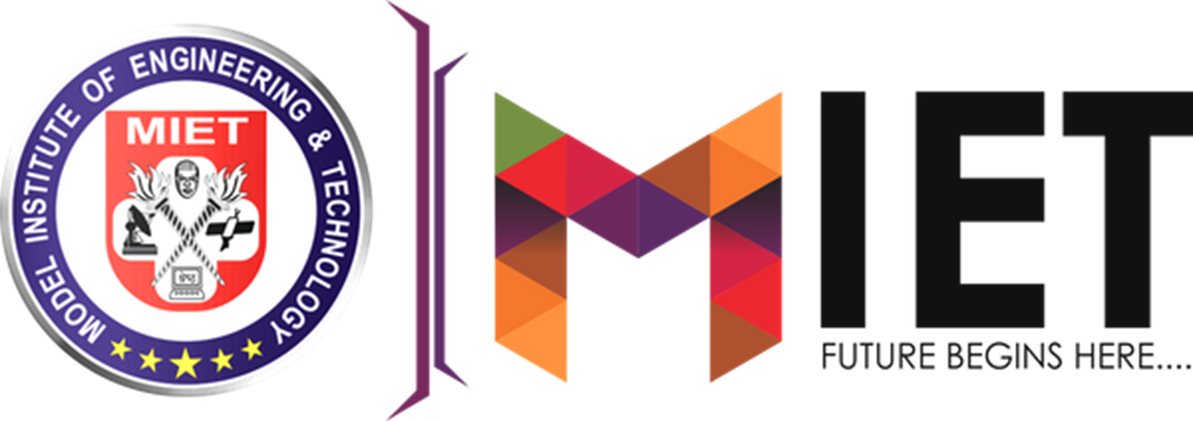 MODEL INSTITUTE OF ENGINEERING & TECHNOLOGY
MIET
MIET
FUTURE BEGINS HERE....